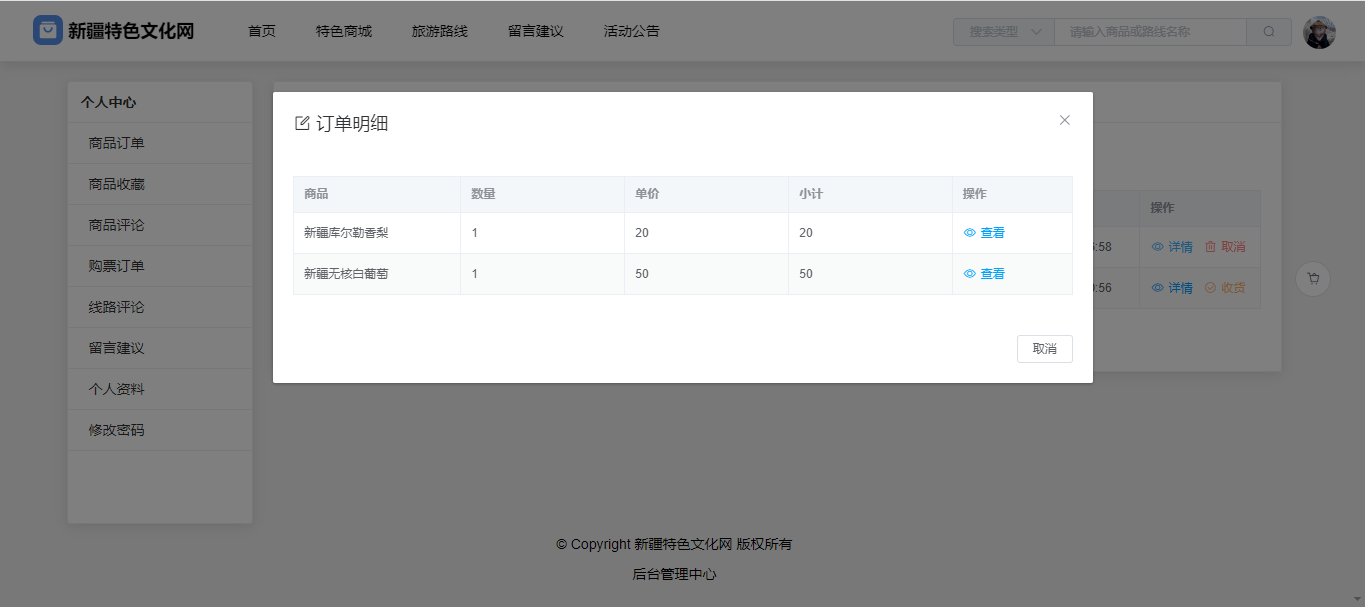 新疆特色文化网 首页 特色商城 旅游路线 留言建议 活动公告 搜索类型 请输入商品或路线名称
个人中心
商品订单
商品收藏
商品评论
购票订单
线路评论
留言建议
个人资料
修改密码
订单明细
商品 数量 单价 小计 操作
新疆库尔勒香梨 1 20 20 查看
新疆无核白葡萄 1 50 50 查看
取消
操作
:58 详情 取消
:56 详情 收货
© Copyright 新疆特色文化网 版权所有
后台管理中心